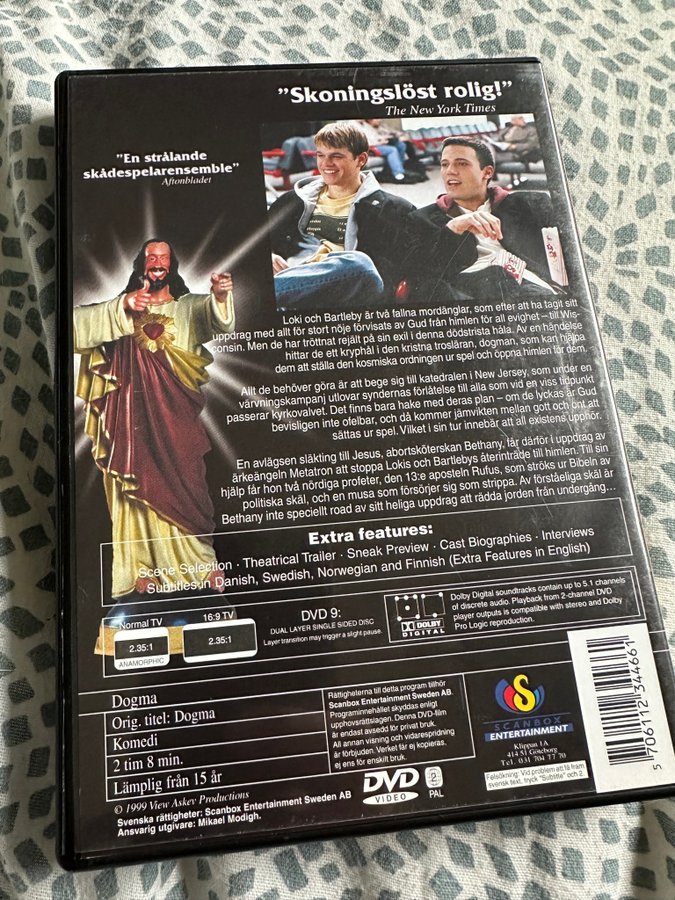 "Skoningslöst rolig!"
The New York Times
"En strålande
skådespelarensemble"
Aftonbladet
Loki och Bartleby är två fallna mordänglar, som efter att ha tagit sitt
uppdrag med allt för stort nöje förvisats av Gud från himlen för all evighet – till Wis-
consin. Men de har tröttnat rejält på sin exil i denna dödstrista håla. Av en händelse
hittar de ett kryphål i den kristna trosläran, dogman, som kan hjälpa
dem att ställa den kosmiska ordningen ur spel och öppna himlen för dem.
Allt de behöver göra är att bege sig till katedralen i New Jersey, som under en
värvningskampanj utlovar syndernas förlåtelse till alla som vid en viss tidpunkt
passerar kyrkovalvet. Det finns bara hake med deras plan – om de lyckas är Gud
bevisligen inte ofelbar, och då kommer jämvikten mellan gott och ont att
sättas ur spel. Vilket i sin tur innebär att all existens upphör.
En avlägsen släkting till Jesus, abortsköterskan Bethany, får därför i uppdrag av
ärkeängeln Metatron att stoppa Lokis och Bartlebys återinträde till himlen. Till sin
hjälp får hon två nördiga profeter, den 13:e aposteln Rufus, som ströks ur Bibeln av
politiska skäl, och en musa som försörjer sig som strippa. Av förståeliga skäl är
Bethany inte speciellt road av sitt heliga uppdrag att rädda jorden från undergång...
Extra features:
Scene Selection · Theatrical Trailer · Sneak Preview · Cast Biographies · Interviews
Subtitles in Danish, Swedish, Norwegian and Finnish (Extra Features in English)
Normal TV
2.35:1
ANAMORPHIC
16:9 TV
2.35:1
DVD 9:
DUAL LAYER SINGLE SIDED DISC
Layer transition may trigger a slight pause.
DOLBY
DIGITAL
Dolby Digital soundtracks contain up to 5.1 channels
of discrete audio. Playback from 2-channel DVD
player outputs is compatible with stereo and Dolby
Pro Logic reproduction.
Dogma
Orig. titel: Dogma
Komedi
2 tim 8 min.
Lämplig från 15 år
Rättigheterna till detta program tillhör
Scanbox Entertainment Sweden AB.
Programinnehållet skyddas enligt
upphovsrättslagen. Denna DVD-film
är endast avsedd för privat bruk.
All annan visning och vidarespridning
är förbjuden. Verket får ej kopieras,
ej ens för enskilt bruk.
SCANBOX
ENTERTAINMENT
Klippan 1A
414 51 Göteborg
Tel. 031 704 77 70
Felsökning: Vid problem att få fram
svensk text, tryck "Subtitle" och 2.
5 706112 344661
DVD
VIDEO
2
PAL
© 1999 View Askew Productions
Svenska rättigheter: Scanbox Entertainment Sweden AB
Ansvarig utgivare: Mikael Modigh.